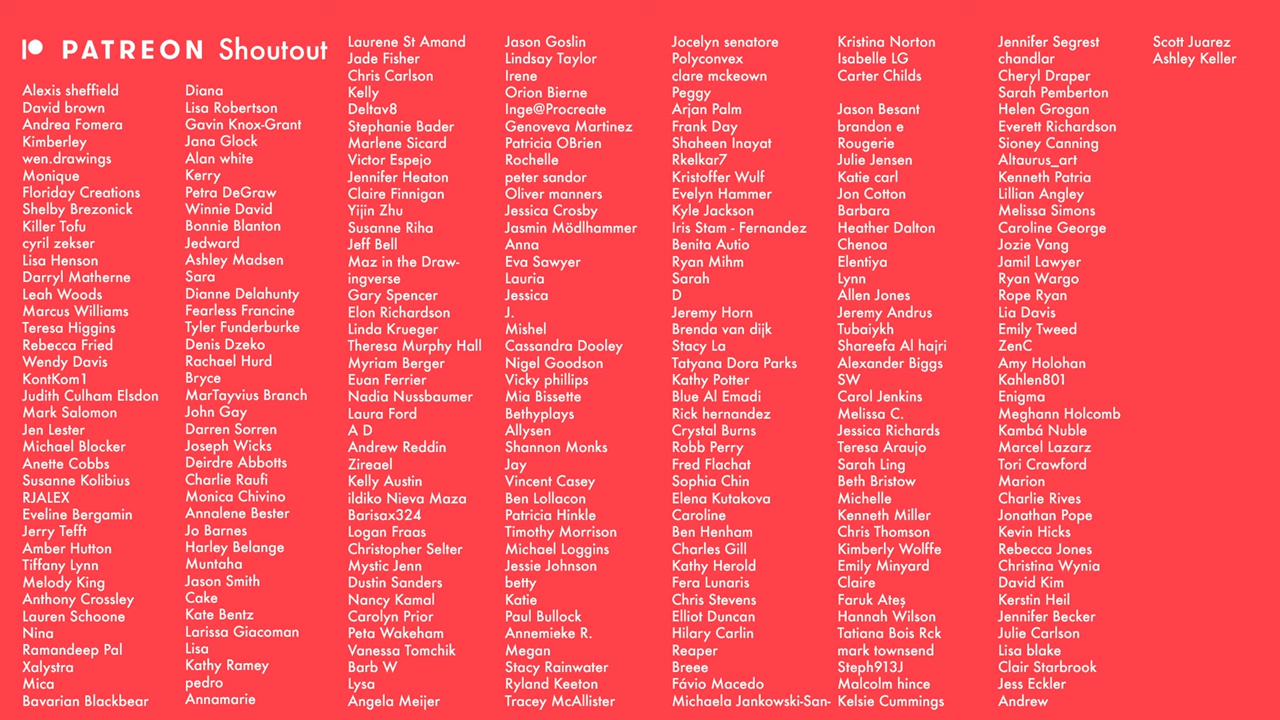 PATREON Shoutout
Alexis sheffield
David brown
Andrea Fomera
Kimberley
wen.drawings
Monique
Floriday Creations
Shelby Brezonick
Killer Tofu
cyril zekser
Lisa Henson
Darryl Matherne
Leah Woods
Marcus Williams
Teresa Higgins
Rebecca Fried
Wendy Davis
KontKom1
Judith Culham Elsdon
Mark Salomon
Jen Lester
Michael Blocker
Anette Cobbs
Susanne Kolibius
RJALEX
Eveline Bergamin
Jerry Tefft
Amber Hutton
Tiffany Lynn
Melody King
Anthony Crossley
Lauren Schoone
Nina
Ramandeep Pal
Xalystra
Mica
Bavarian Blackbear
Diana
Lisa Robertson
Gavin Knox-Grant
Jana Glock
Alan white
Kerry
Petra DeGraw
Winnie David
Bonnie Blanton
Jedward
Ashley Madsen
Sara
Dianne Delahunty
Fearless Francine
Tyler Funderburke
Denis Dzeko
Rachael Hurd
Bryce
MarTayvius Branch
John Gay
Darren Sorren
Joseph Wicks
Deirdre Abbotts
Charlie Raufi
Monica Chivino
Annalene Bester
Jo Barnes
Harley Belange
Muntaha
Jason Smith
Cake
Kate Bentz
Larissa Giacoman
Lisa
Kathy Ramey
pedro
Annamarie
Laurene St Amand
Jade Fisher
Chris Carlson
Kelly
Deltav8
Stephanie Bader
Marlene Sicard
Victor Espejo
Jennifer Heaton
Claire Finnigan
Yijin Zhu
Susanne Riha
Jeff Bell
Maz in the Draw-
ingverse
Gary Spencer
Elon Richardson
Linda Krueger
Theresa Murphy Hall
Myriam Berger
Euan Ferrier
Nadia Nussbaumer
Laura Ford
A D
Andrew Reddin
Zireael
Kelly Austin
ildiko Nieva Maza
Barisax324
Logan Fraas
Christopher Selter
Mystic Jenn
Dustin Sanders
Nancy Kamal
Carolyn Prior
Peta Wakeham
Vanessa Tomchik
Barb W
Lysa
Angela Meijer
Jason Goslin
Lindsay Taylor
Irene
Orion Bierne
Inge@Procreate
Genoveva Martinez
Patricia OBrien
Rochelle
peter sandor
Oliver manners
Jessica Crosby
Jasmin Mödlhammer
Anna
Eva Sawyer
Lauria
Jessica
J.
Mishel
Cassandra Dooley
Nigel Goodson
Vicky phillips
Mia Bissette
Bethyplays
Allysen
Shannon Monks
Jay
Vincent Casey
Ben Lollacon
Patricia Hinkle
Timothy Morrison
Michael Loggins
Jessie Johnson
betty
Katie
Paul Bullock
Annemieke R.
Megan
Stacy Rainwater
Ryland Keeton
Tracey McAllister
Jocelyn senatore
Polyconvex
clare mckeown
Peggy
Arjan Palm
Frank Day
Shaheen Inayat
Rkelkar7
Kristoffer Wulf
Evelyn Hammer
Kyle Jackson
Iris Stam - Fernandez
Benita Autio
Ryan Mihm
Sarah
D
Jeremy Horn
Brenda van dijk
Stacy La
Tatyana Dora Parks
Kathy Potter
Blue Al Emadi
Rick hernandez
Crystal Burns
Robb Perry
Fred Flachat
Sophia Chin
Elena Kutakova
Caroline
Ben Henham
Charles Gill
Kathy Herold
Fera Lunaris
Chris Stevens
Elliot Duncan
Hilary Carlin
Reaper
Breee
Fávio Macedo
Michaela Jankowski-San-
Kristina Norton
Isabelle LG
Carter Childs
Jason Besant
brandon e
Rougerie
Julie Jensen
Katie carl
Jon Cotton
Barbara
Heather Dalton
Chenoa
Elentiya
Lynn
Allen Jones
Jeremy Andrus
Tubaiykh
Shareefa Al hajri
Alexander Biggs
SW
Carol Jenkins
Melissa C.
Jessica Richards
Teresa Araujo
Sarah Ling
Beth Bristow
Michelle
Kenneth Miller
Chris Thomson
Kimberly Wolffe
Emily Minyard
Claire
Faruk Ateş
Hannah Wilson
Tatiana Bois Rck
mark townsend
Steph913J
Malcolm hince
Kelsie Cummings
Jennifer Segrest
chandlar
Cheryl Draper
Sarah Pemberton
Helen Grogan
Everett Richardson
Sioney Canning
Altaurus_art
Kenneth Patria
Lillian Angley
Melissa Simons
Caroline George
Jozie Vang
Jamil Lawyer
Ryan Wargo
Rope Ryan
Lia Davis
Emily Tweed
ZenC
Amy Holohan
Kahlen801
Enigma
Meghann Holcomb
Kambá Nuble
Marcel Lazarz
Tori Crawford
Marion
Charlie Rives
Jonathan Pope
Kevin Hicks
Rebecca Jones
Christina Wynia
David Kim
Kerstin Heil
Jennifer Becker
Julie Carlson
Lisa blake
Clair Starbrook
Jess Eckler
Andrew
Scott Juarez
Ashley Keller